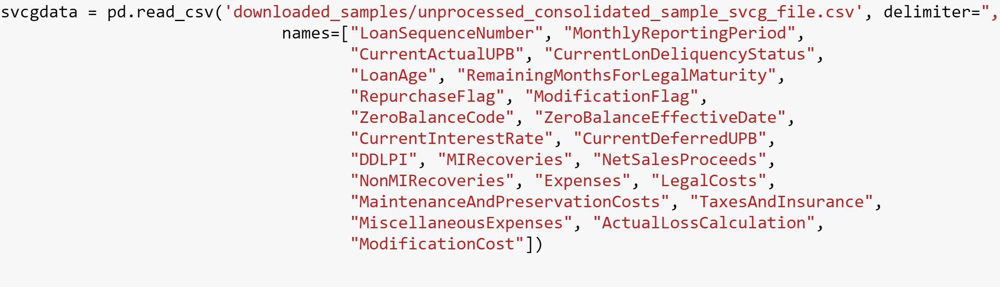 svcgdata = pd.read_csv('downloaded_samples/unprocessed_consolidated_sample_svcg_file.csv', delimiter=",
names=["LoanSequenceNumber", "MonthlyReportingPeriod",
"CurrentActualUPB", "CurrentLonDeliquencyStatus",
"LoanAge", "RemainingMonthsForLegalMaturity",
"RepurchaseFlag", "ModificationFlag",
"ZeroBalanceCode", "ZeroBalanceEffectiveDate",
"CurrentInterestRate", "CurrentDeferredUPB",
"DDLPI", "MIRecoveries", "NetSalesProceeds",
"NonMIRecoveries", "Expenses", "LegalCosts",
"MaintenanceAndPreservationCosts", "TaxesAndInsurance",
"MiscellaneousExpenses", "ActualLossCalculation",
"ModificationCost"])